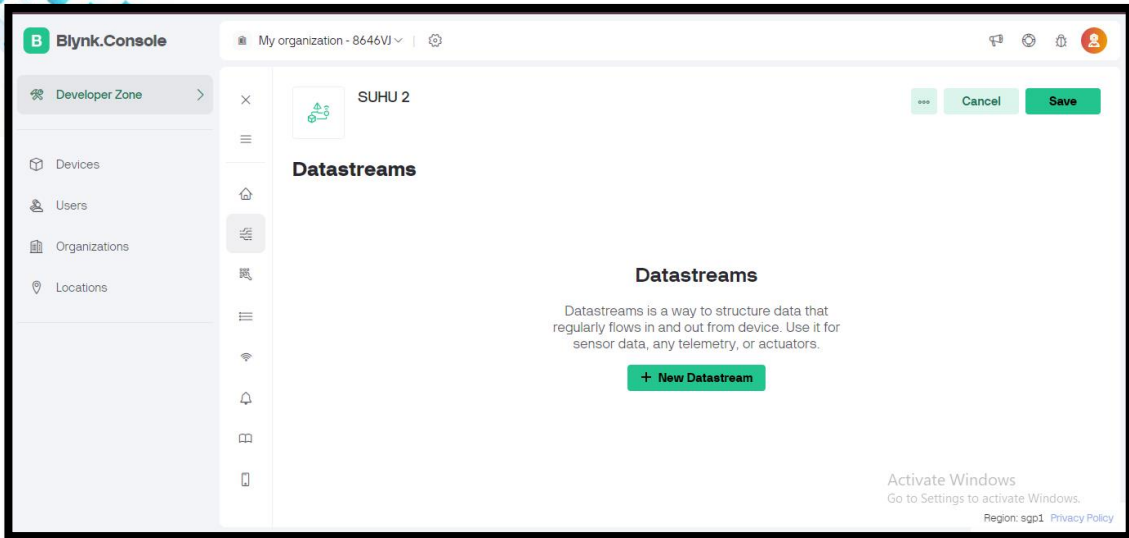 B Blynk.Console
My organization - 8646VJ
Developer Zone
SUHU 2
Cancel
Save
Devices
Users
Organizations
Locations
Datastreams
Datastreams
Datastreams is a way to structure data that
regularly flows in and out from device. Use it for
sensor data, any telemetry, or actuators.
+ New Datastream
Activate Windows
Go to Settings to activate Windows.
Region: sgp1 Privacy Policy